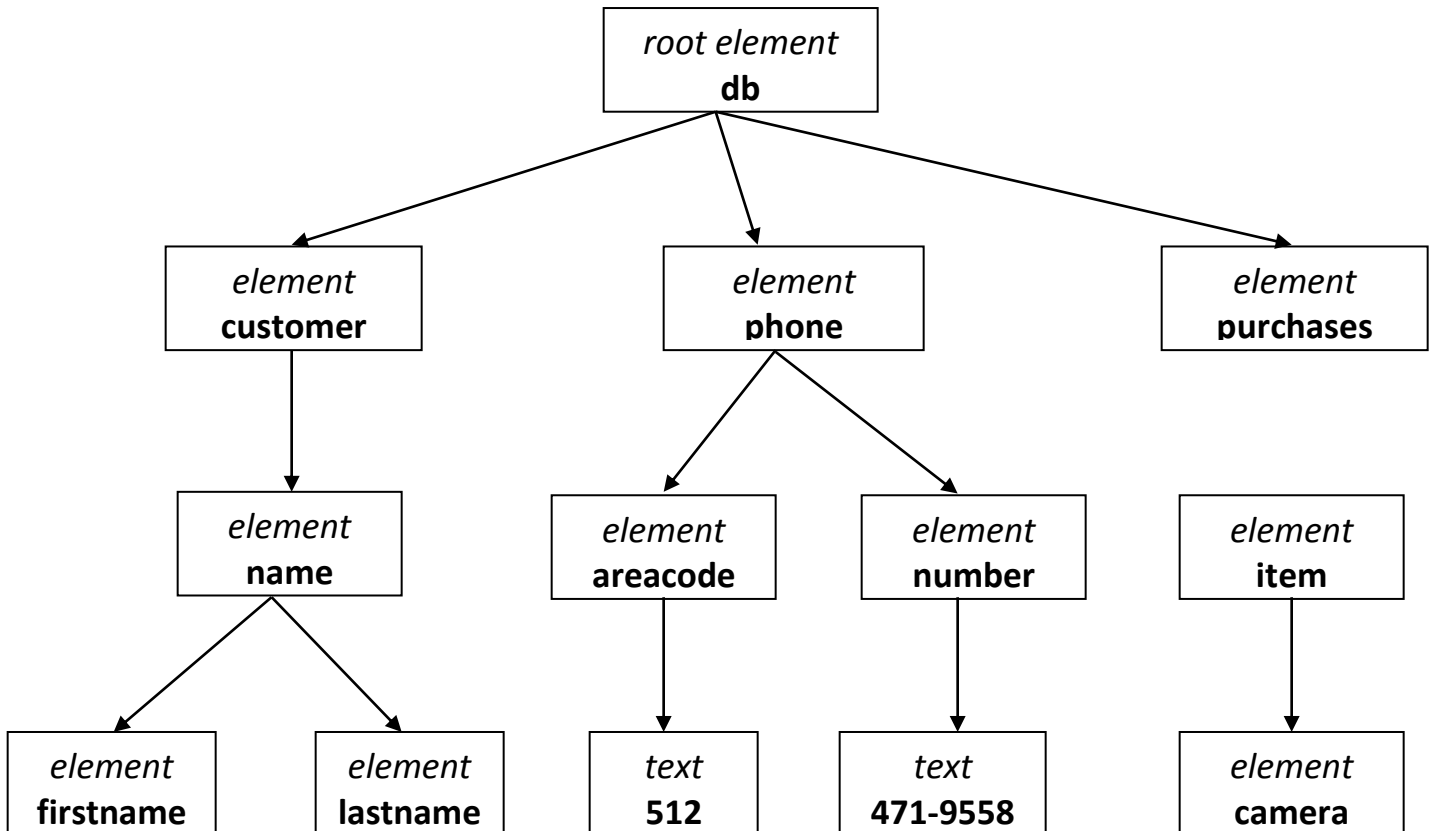 root element
db
element
customer
element
phone
element
purchases
element
name
element
areacode
element
number
element
item
element
firstname
element
lastname
text
512
text
471-9558
element
camera